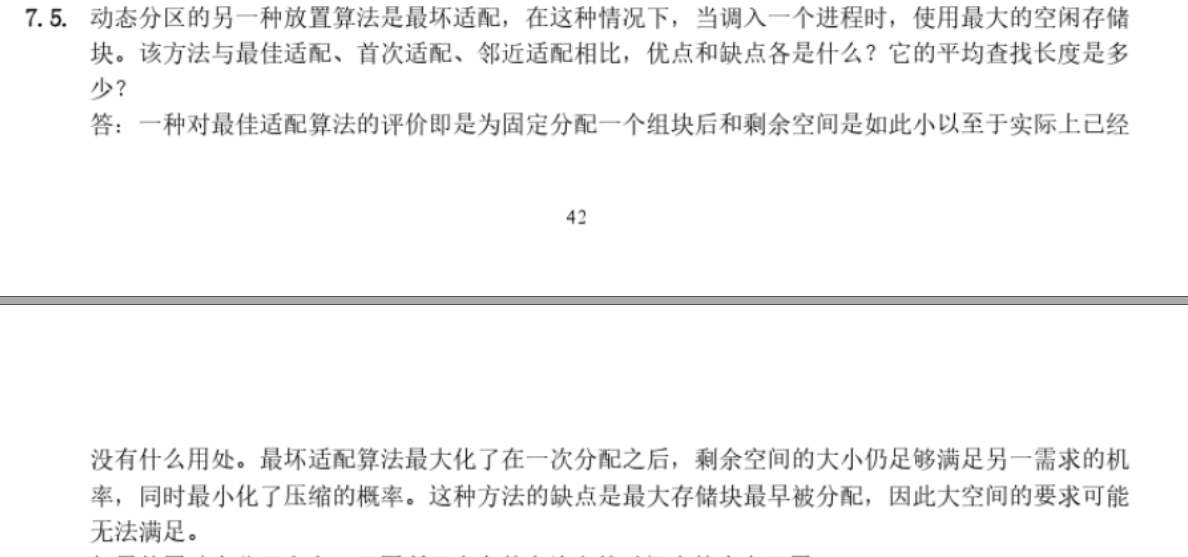 7.5. 动态分区的另一种放置算法是最坏适配，在这种情况下，当调入一个进程时，使用最大的空闲存储
块。该方法与最佳适配、首次适配、邻近适配相比，优点和缺点各是什么？它的平均查找长度是多
少？
答：一种对最佳适配算法的评价即是为固定分配一个组块后和剩余空间是如此小以至于实际上已经
42
没有什么用处。最坏适配算法最大化了在一次分配之后，剩余空间的大小仍足够满足另一需求的机
率，同时最小化了压缩的概率。这种方法的缺点是最大存储块最早被分配，因此大空间的要求可能
无法满足。